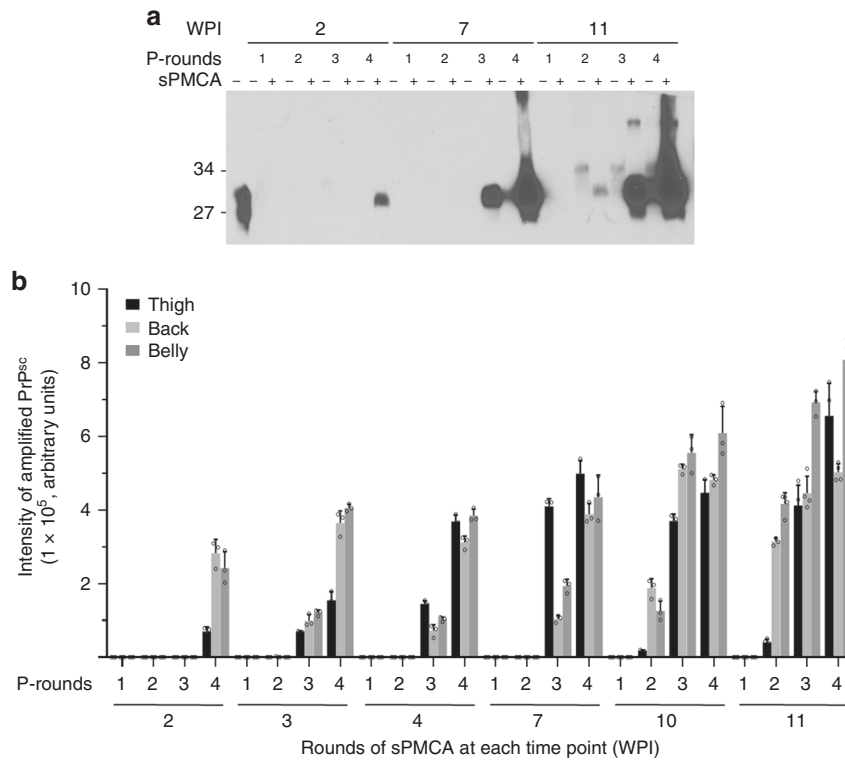 a
WPI 2 7 11
P-rounds 1 2 3 4 1 2 3 4 1 2 3 4
sPMCA – – + – + – + – + – + – + – + – + – + – + – + – +
34
27
b
10
Thigh
Back
Belly
8
6
4
2
Intensity of amplified PrPsc
(1 × 10⁵, arbitrary units)
P-rounds 1 2 3 4 1 2 3 4 1 2 3 4 1 2 3 4 1 2 3 4 1 2 3 4
2 3 4 7 10 11
Rounds of sPMCA at each time point (WPI)